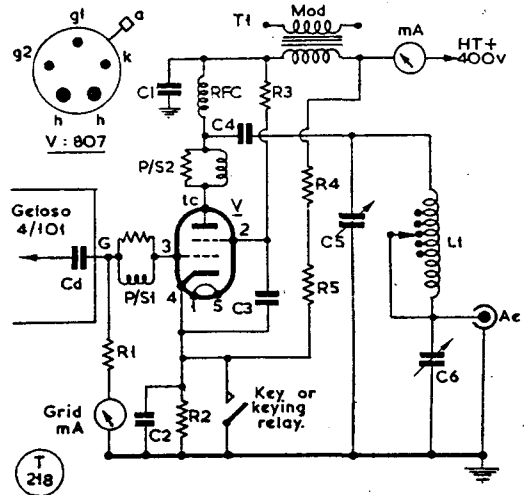 g1
a
g2
k
h
h
V : 807
T1
Mod
mA
HT+
400v
C1
RFC
R3
C4
P/S2
R4
tc
V
C5
L1
Geloso
4/101
G
3
2
Cd
P/S1
4
1
5
C3
R5
Ae
R1
C6
Key or
keying
relay.
Grid
mA
C2
R2
T
218